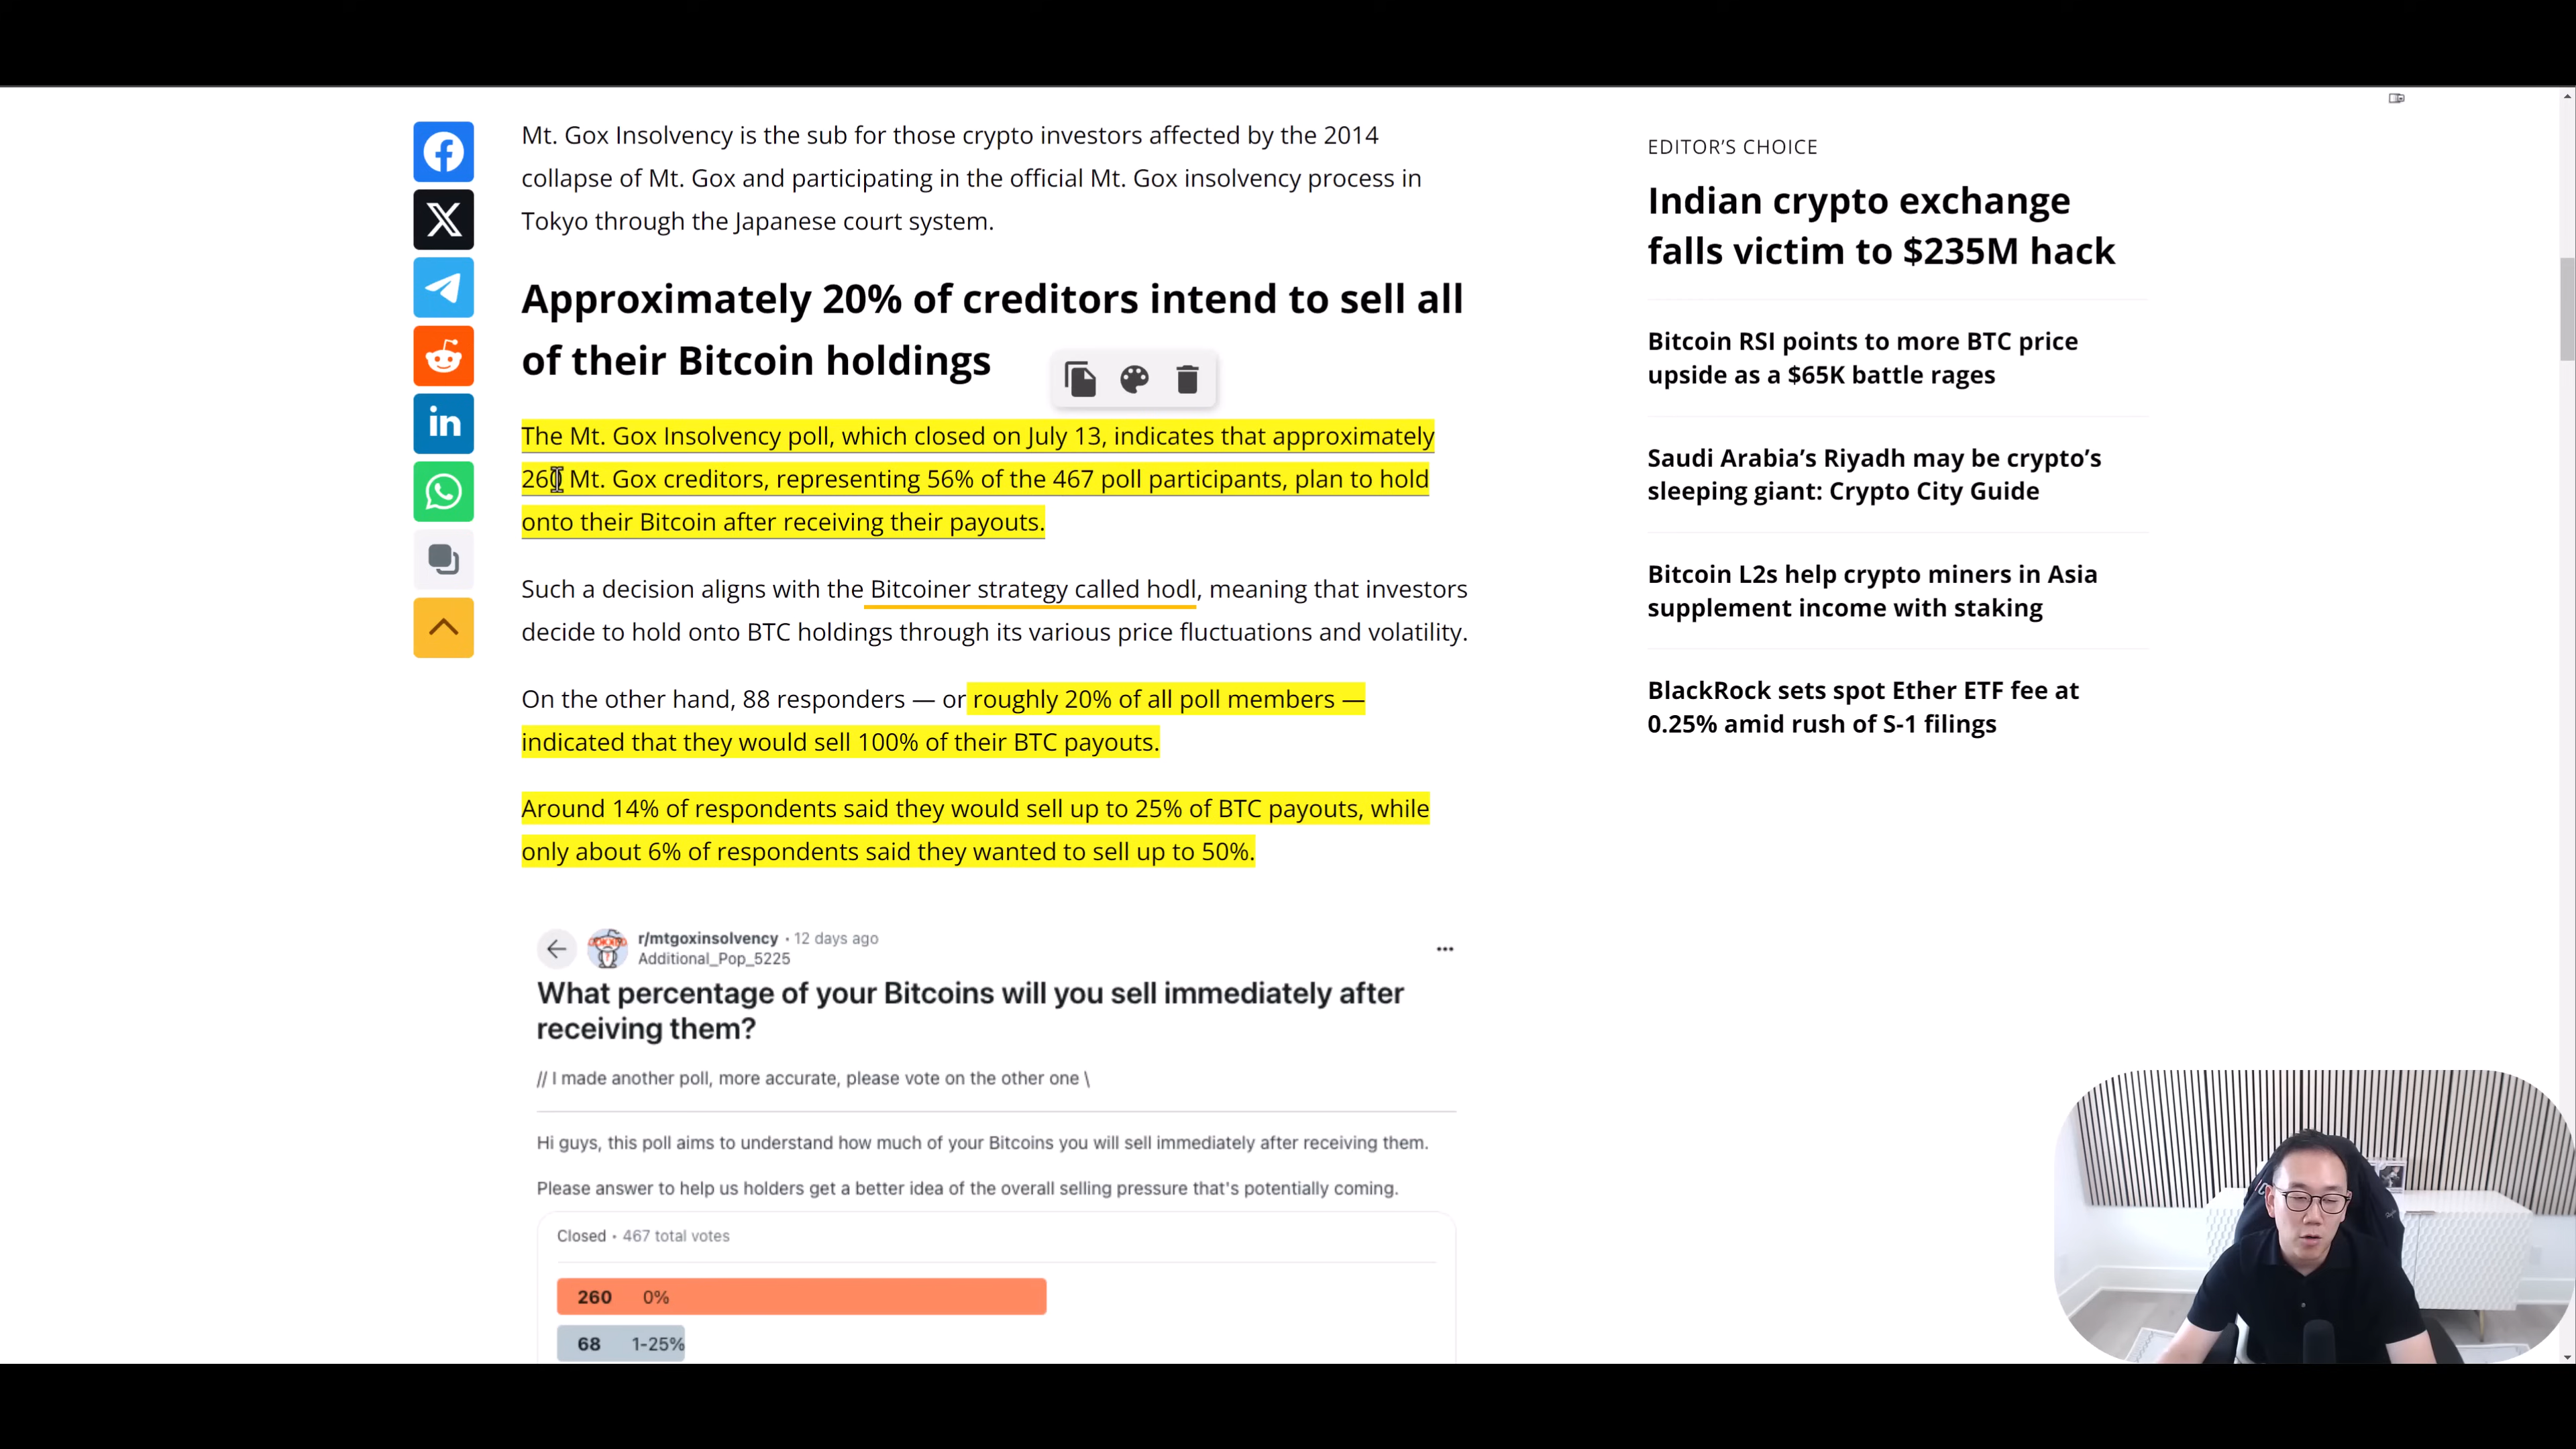 Mt. Gox Insolvency is the sub for those crypto investors affected by the 2014
collapse of Mt. Gox and participating in the official Mt. Gox insolvency process in
Tokyo through the Japanese court system.
Approximately 20% of creditors intend to sell all
of their Bitcoin holdings
The Mt. Gox Insolvency poll, which closed on July 13, indicates that approximately
260 Mt. Gox creditors, representing 56% of the 467 poll participants, plan to hold
onto their Bitcoin after receiving their payouts.
Such a decision aligns with the Bitcoiner strategy called hodl, meaning that investors
decide to hold onto BTC holdings through its various price fluctuations and volatility.
On the other hand, 88 responders — or roughly 20% of all poll members —
indicated that they would sell 100% of their BTC payouts.
Around 14% of respondents said they would sell up to 25% of BTC payouts, while
only about 6% of respondents said they wanted to sell up to 50%.
r/mtgoxinsolvency • 12 days ago
Additional_Pop_5225
What percentage of your Bitcoins will you sell immediately after
receiving them?
// I made another poll, more accurate, please vote on the other one \
Hi guys, this poll aims to understand how much of your Bitcoins you will sell immediately after receiving them.
Please answer to help us holders get a better idea of the overall selling pressure that's potentially coming.
Closed • 467 total votes
260 0%
68 1-25%
EDITOR'S CHOICE
Indian crypto exchange
falls victim to $235M hack
Bitcoin RSI points to more BTC price
upside as a $65K battle rages
Saudi Arabia’s Riyadh may be crypto’s
sleeping giant: Crypto City Guide
Bitcoin L2s help crypto miners in Asia
supplement income with staking
BlackRock sets spot Ether ETF fee at
0.25% amid rush of S-1 filings